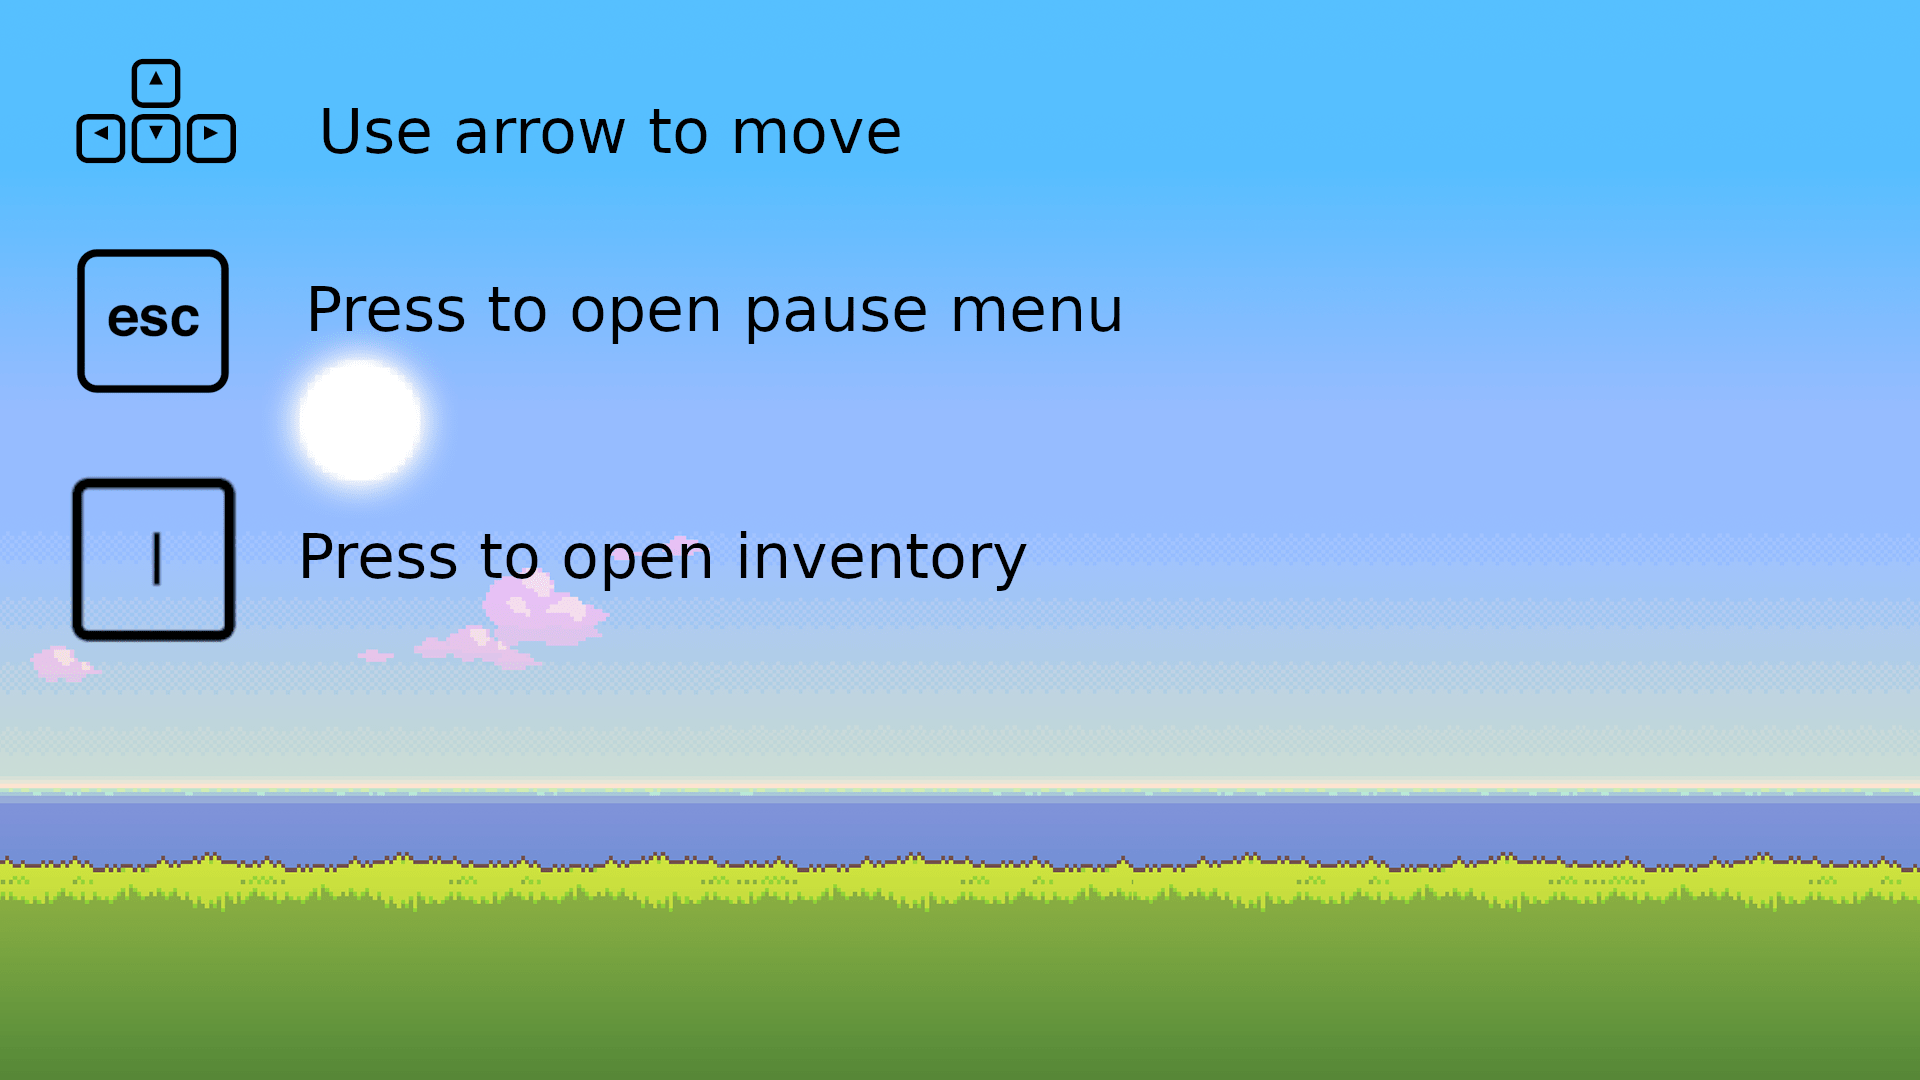 Use arrow to move
esc Press to open pause menu
I Press to open inventory